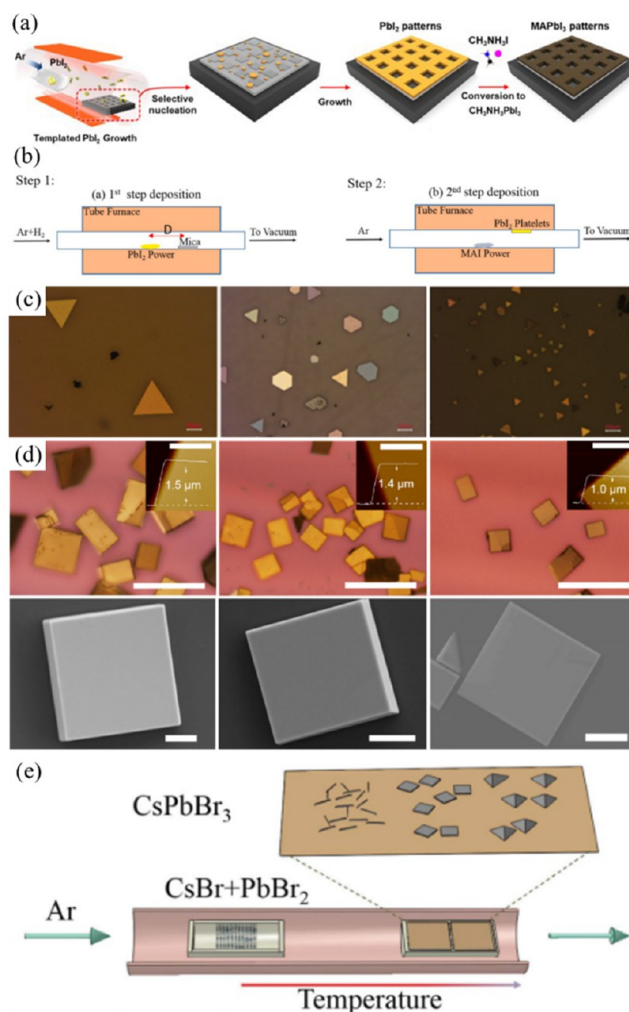 (a)
Ar
PbI₂
Templated PbI₂ Growth
Selective
nucleation
Growth
PbI₂ patterns
CH₃NH₃I
Conversion to
CH₃NH₃PbI₃
MAPbI₃ patterns
(b)
Step 1:
(a) 1st step deposition
Tube Furnace
Ar+H₂
D
Mica
To Vacuum
PbI₂ Power
Step 2:
(b) 2nd step deposition
Tube Furnace
PbI₂ Platelets
Ar
To Vacuum
MAI Power
(c)
(d)
1.5 μm
1.4 μm
1.0 μm
(e)
CsPbBr₃
CsBr+PbBr₂
Ar
Temperature